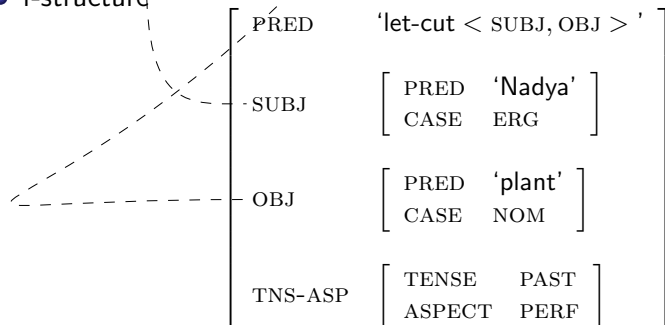 f-structure
PRED ‘let-cut < SUBJ, OBJ > ’
SUBJ
PRED ‘Nadya’
CASE ERG
OBJ
PRED ‘plant’
CASE NOM
TNS-ASP
TENSE PAST
ASPECT PERF